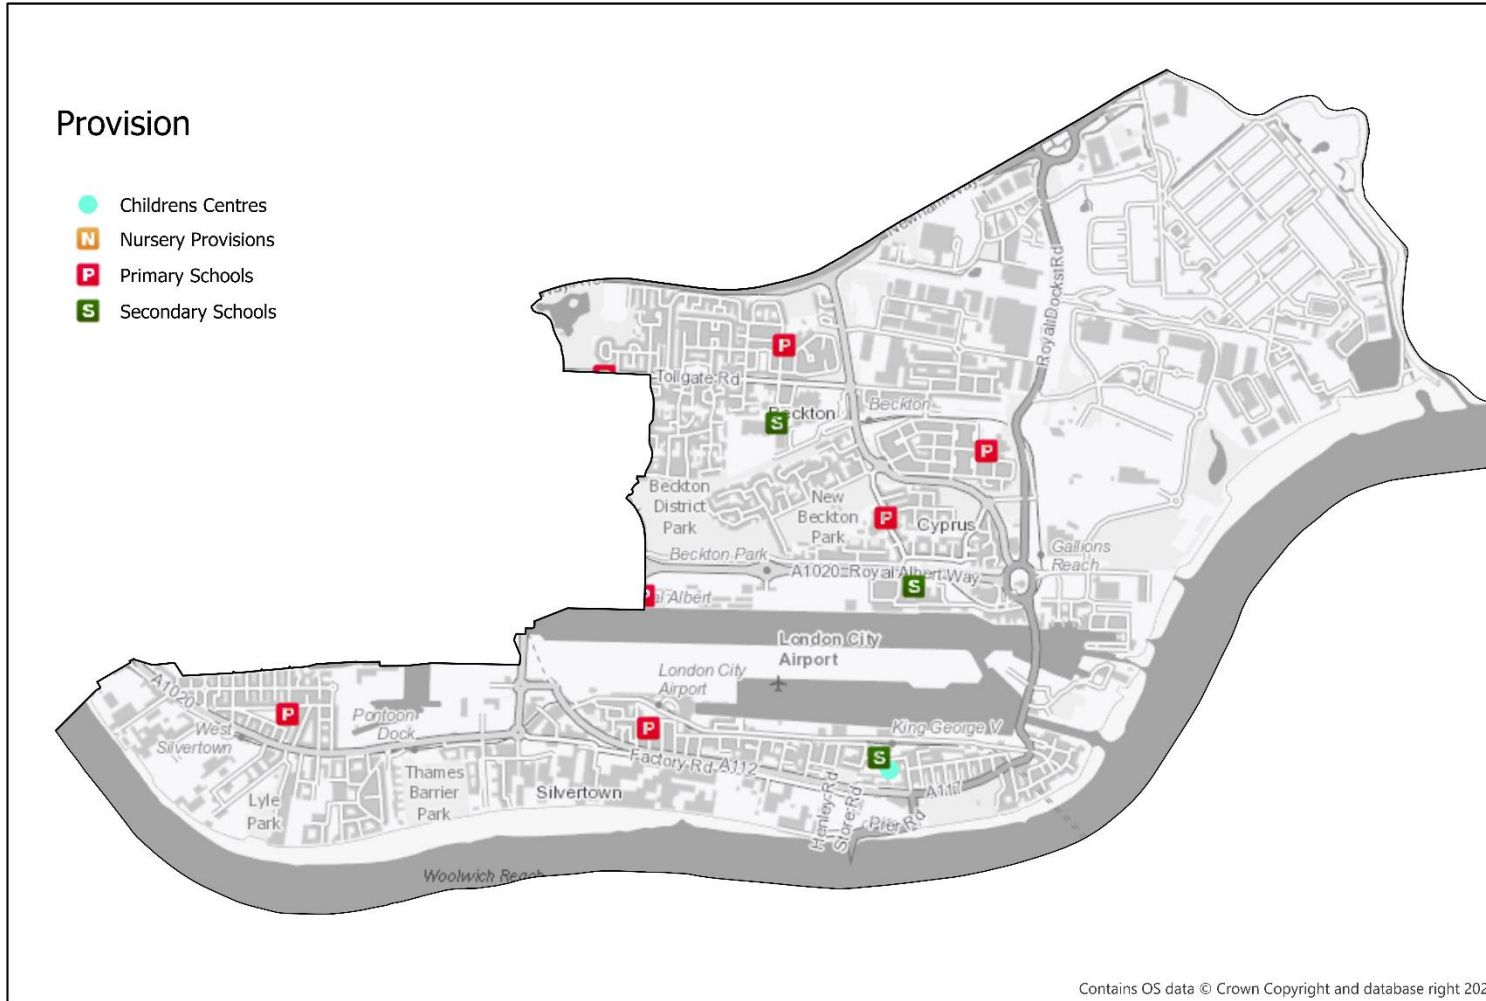 Provision
Childrens Centres
N
Nursery Provisions
P
Primary Schools
S
Secondary Schools
Royal Docks Rd
P
Tollgate Rd
Beckton
Beckton
S
P
Beckton
District
Park
New
Beckton
Park
P
Cyprus
Gallions
Reach
Beckton Park
A1020 Royal Albert Way
S
P
al Albert
London City
Airport
London City
Airport
A1020
West
Silvertown
P
Pontoon
Dock
P
King George V
S
Factory Rd
A112
A117
Thames
Barrier
Park
Silvertown
Lyle
Park
Henley Rd
Store Rd
Pier Rd
Woolwich Reach
Contains OS data © Crown Copyright and database right 202